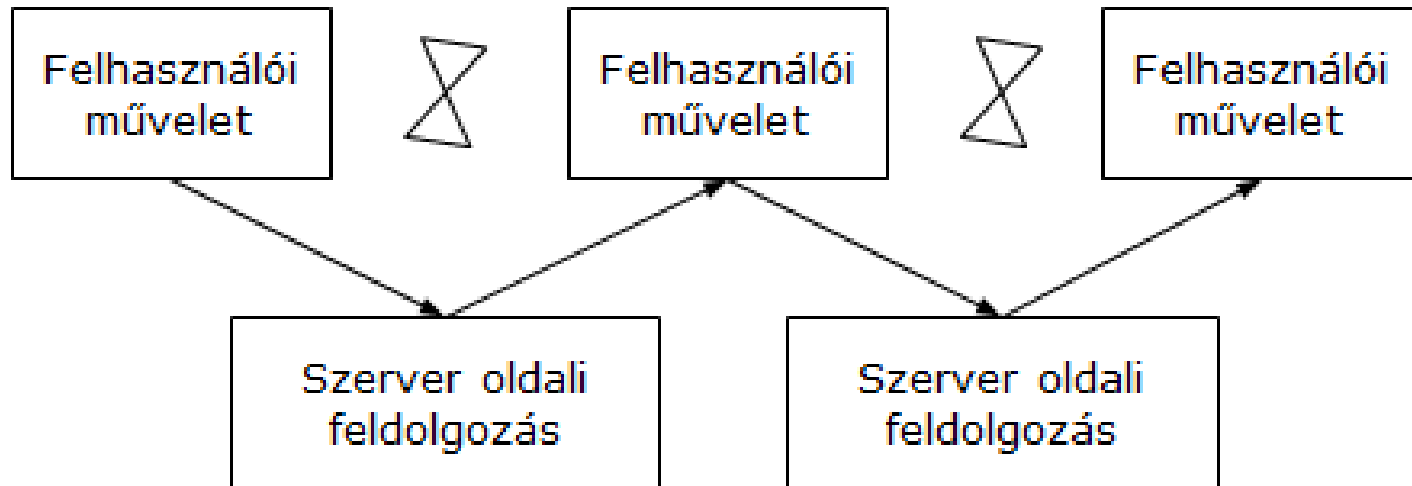 Felhasználói
művelet
Felhasználói
művelet
Felhasználói
művelet
Szerver oldali
feldolgozás
Szerver oldali
feldolgozás